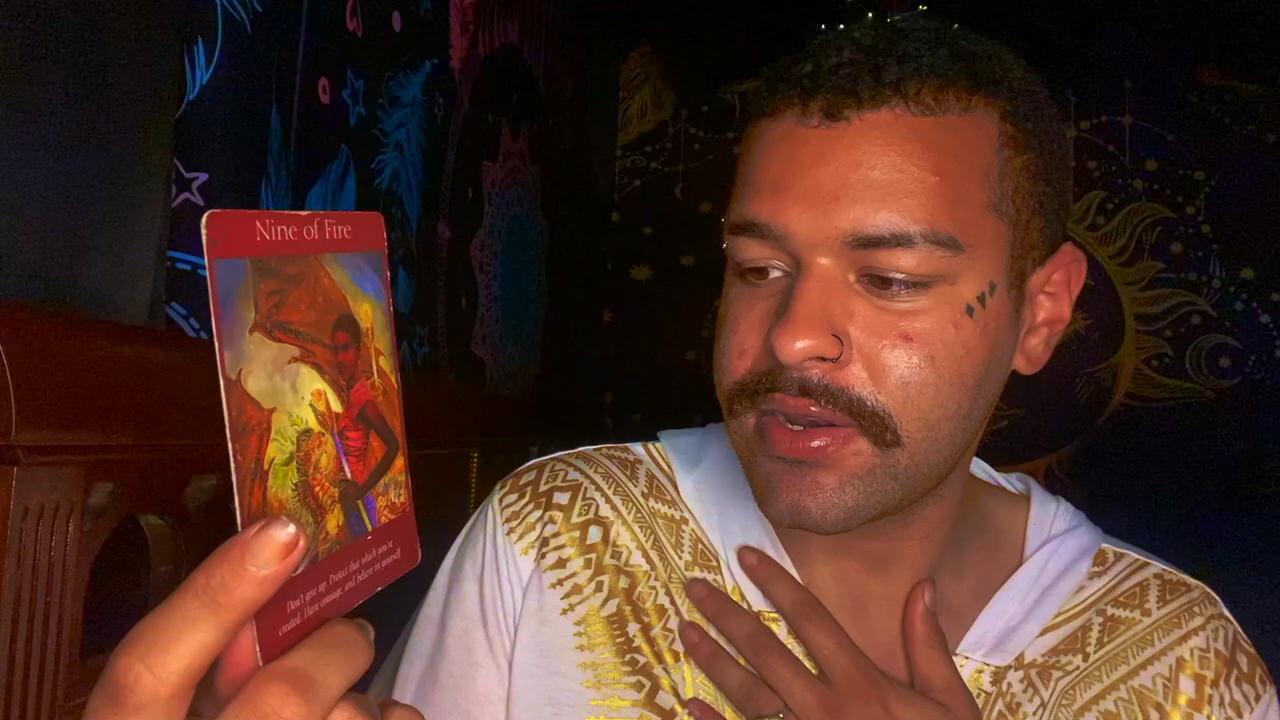 Nine of Fire
Don't give up. Protect that which you've
created. Have courage, and believe in yourself.